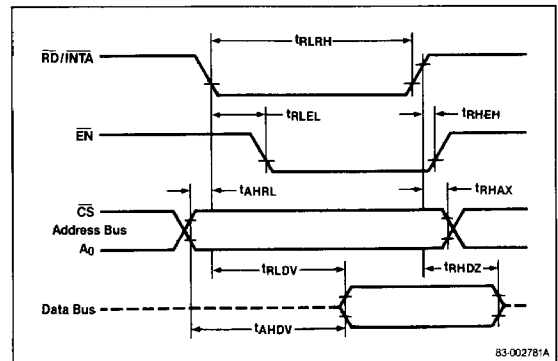 tRLRH
RD/INTA
tRLEL
tRHEH
EN
tAHRL
tRHAX
CS
Address Bus
A0
tRLDV
tRHDZ
Data Bus
tAHDV
83-002781A